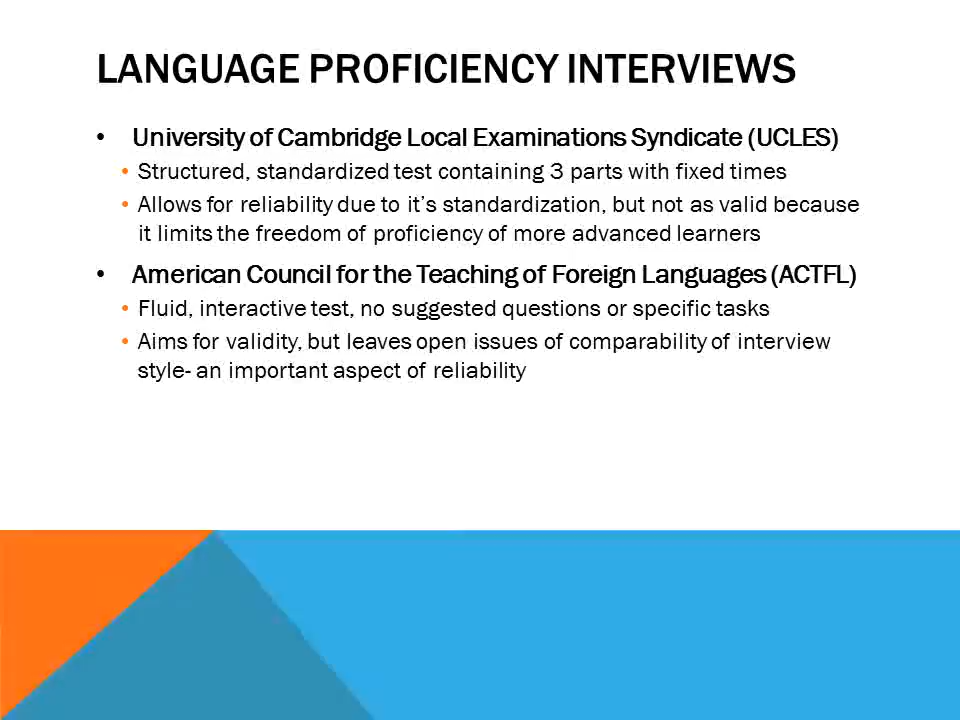 LANGUAGE PROFICIENCY INTERVIEWS
• University of Cambridge Local Examinations Syndicate (UCLES)
• Structured, standardized test containing 3 parts with fixed times
• Allows for reliability due to it’s standardization, but not as valid because
it limits the freedom of proficiency of more advanced learners
• American Council for the Teaching of Foreign Languages (ACTFL)
• Fluid, interactive test, no suggested questions or specific tasks
• Aims for validity, but leaves open issues of comparability of interview
style- an important aspect of reliability